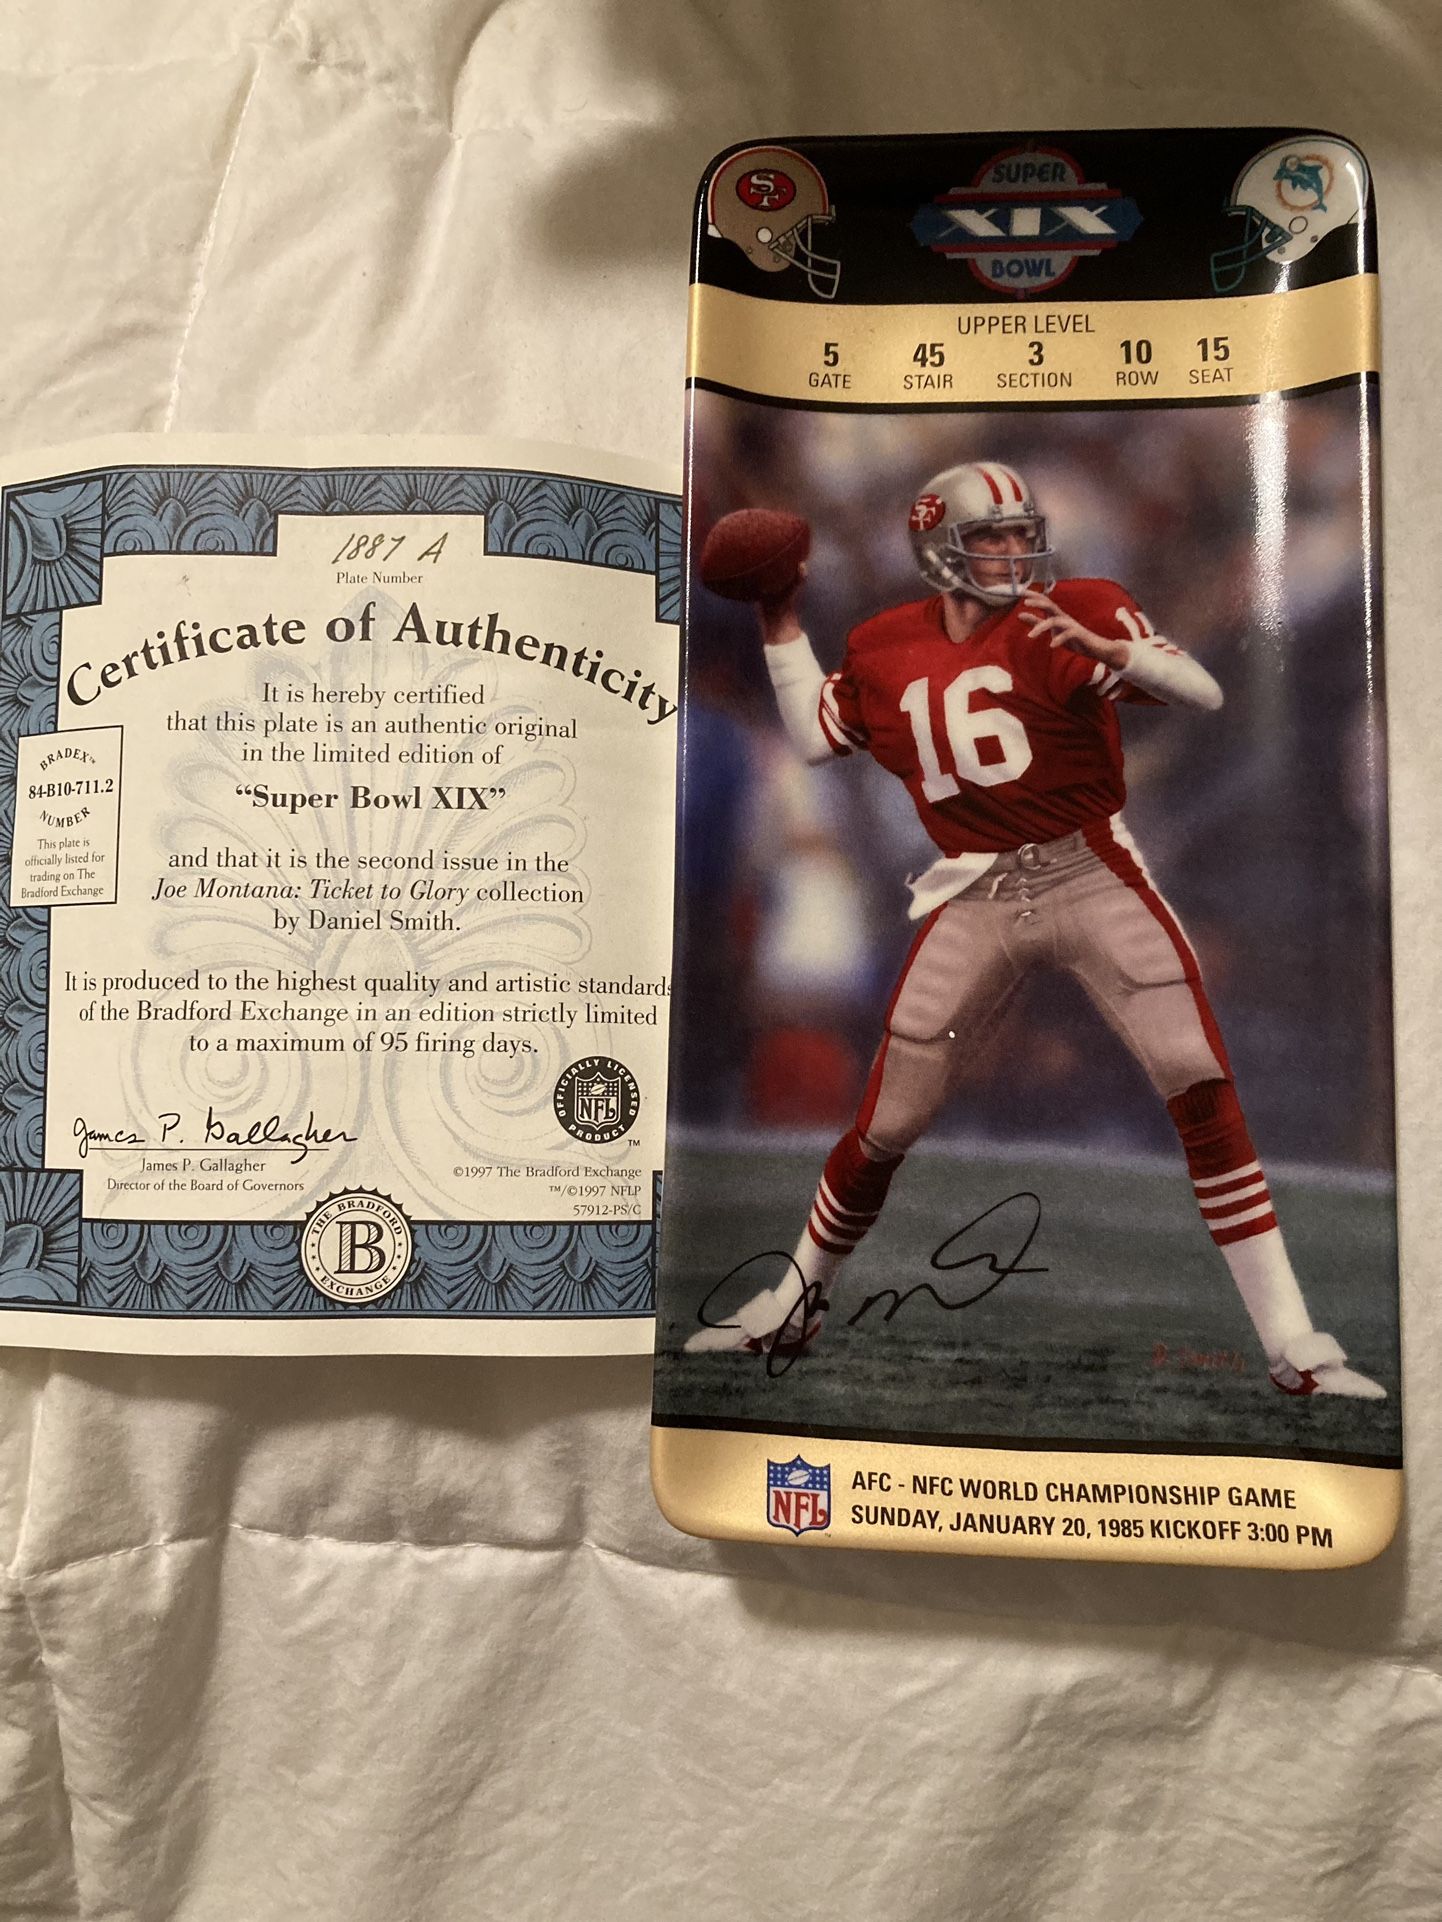 1887 A
Plate Number
Certificate of Authenticity
It is hereby certified
that this plate is an authentic original
in the limited edition of
“Super Bowl XIX”
and that it is the second issue in the
Joe Montana: Ticket to Glory collection
by Daniel Smith.
It is produced to the highest quality and artistic standards
of the Bradford Exchange in an edition strictly limited
to a maximum of 95 firing days.
BRADEX™
84-B10-711.2
NUMBER
This plate is
officially listed for
trading on The
Bradford Exchange
James P. Gallagher
James P. Gallagher
Director of the Board of Governors
OFFICIALLY LICENSED
NFL
PRODUCT
™
©1997 The Bradford Exchange
™/©1997 NFLP
57912-PS/C
THE BRADFORD
B
EXCHANGE
SF
SUPER
XIX
BOWL
UPPER LEVEL
5 45 3 10 15
GATE STAIR SECTION ROW SEAT
SF
16
16
D. Smith
NFL
AFC - NFC WORLD CHAMPIONSHIP GAME
SUNDAY, JANUARY 20, 1985 KICKOFF 3:00 PM